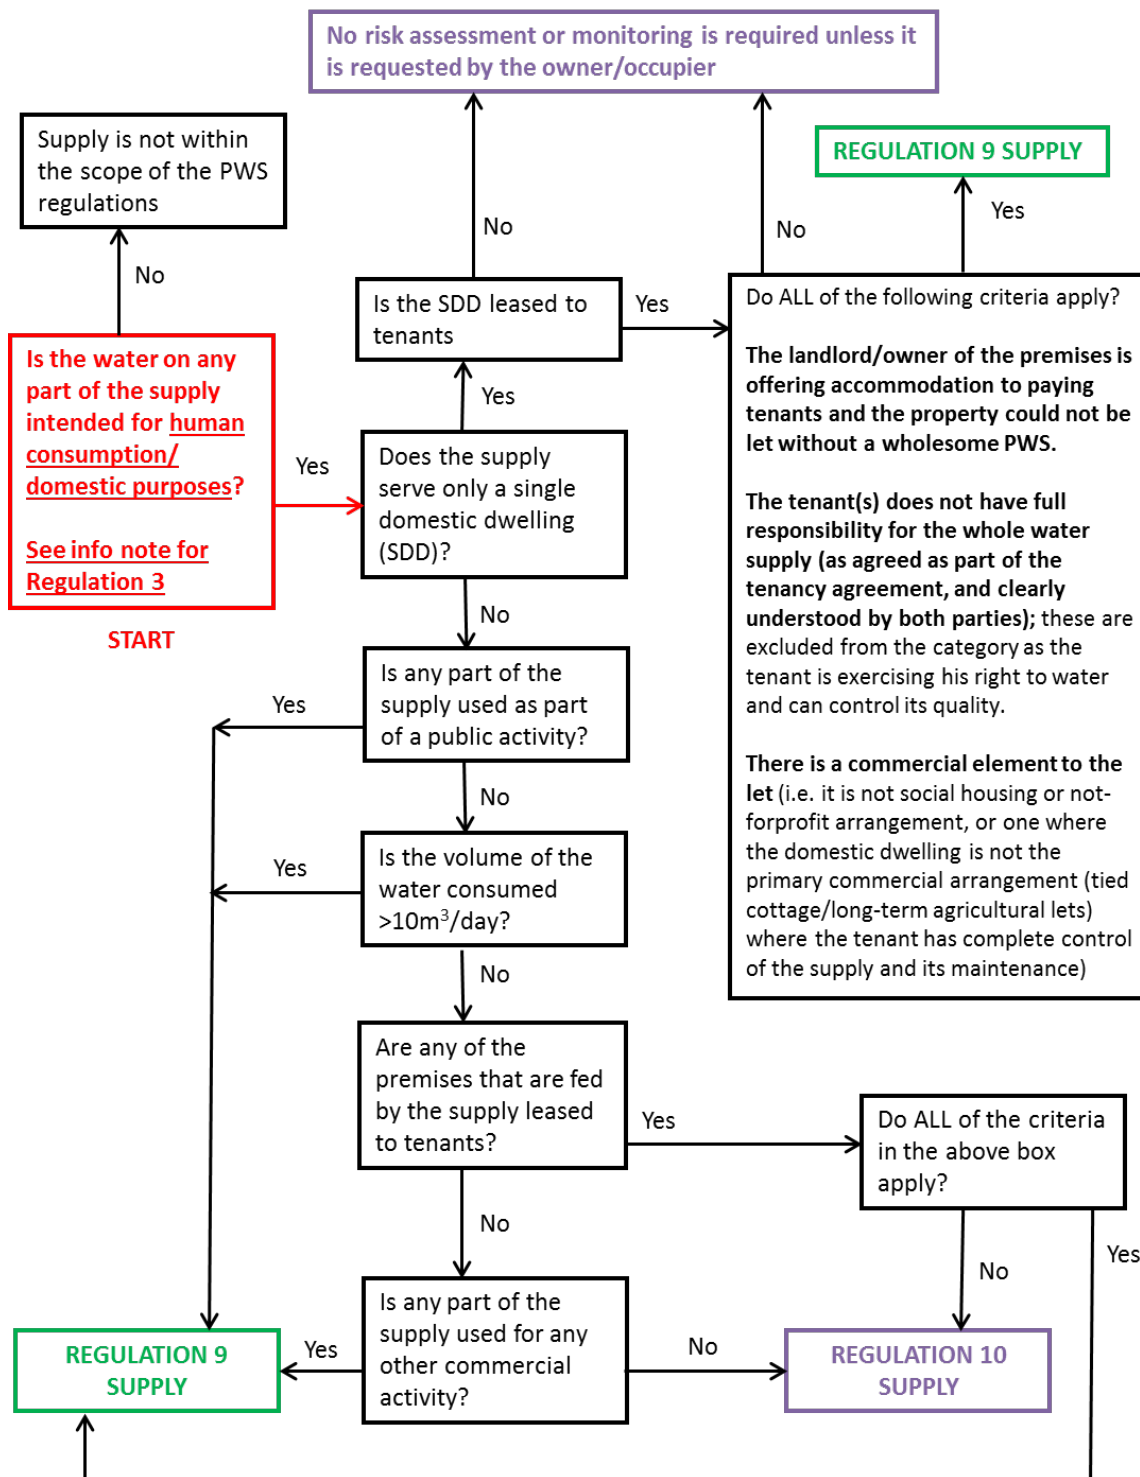 No risk assessment or monitoring is required unless it
is requested by the owner/occupier
Supply is not within
the scope of the PWS
regulations
REGULATION 9 SUPPLY
No
No
Yes
No
Is the SDD leased to
tenants
Yes
Do ALL of the following criteria apply?
The landlord/owner of the premises is
offering accommodation to paying
tenants and the property could not be
let without a wholesome PWS.
The tenant(s) does not have full
responsibility for the whole water
supply (as agreed as part of the
tenancy agreement, and clearly
understood by both parties); these are
excluded from the category as the
tenant is exercising his right to water
and can control its quality.
There is a commercial element to the
let (i.e. it is not social housing or not-
forprofit arrangement, or one where
the domestic dwelling is not the
primary commercial arrangement (tied
cottage/long-term agricultural lets)
where the tenant has complete control
of the supply and its maintenance)
Is the water on any
part of the supply
intended for human
consumption/
domestic purposes?
See info note for
Regulation 3
START
Yes
Yes
Does the supply
serve only a single
domestic dwelling
(SDD)?
No
Is any part of the
supply used as part
of a public activity?
Yes
No
Is the volume of the
water consumed
>10m³/day?
Yes
No
Are any of the
premises that are fed
by the supply leased
to tenants?
Yes
Do ALL of the criteria
in the above box
apply?
No
No
Yes
Is any part of the
supply used for any
other commercial
activity?
Yes
No
REGULATION 9
SUPPLY
REGULATION 10
SUPPLY